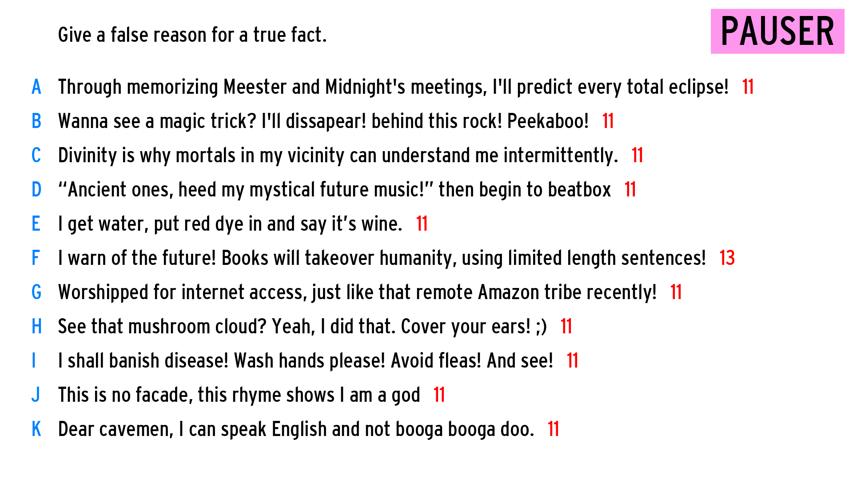 Give a false reason for a true fact.
PAUSER
A Through memorizing Meester and Midnight's meetings, I'll predict every total eclipse! 11
B Wanna see a magic trick? I'll dissapear! behind this rock! Peekaboo! 11
C Divinity is why mortals in my vicinity can understand me intermittently. 11
D “Ancient ones, heed my mystical future music!” then begin to beatbox 11
E I get water, put red dye in and say it’s wine. 11
F I warn of the future! Books will takeover humanity, using limited length sentences! 13
G Worshipped for internet access, just like that remote Amazon tribe recently! 11
H See that mushroom cloud? Yeah, I did that. Cover your ears! ;) 11
I I shall banish disease! Wash hands please! Avoid fleas! And see! 11
J This is no facade, this rhyme shows I am a god 11
K Dear cavemen, I can speak English and not booga booga doo. 11